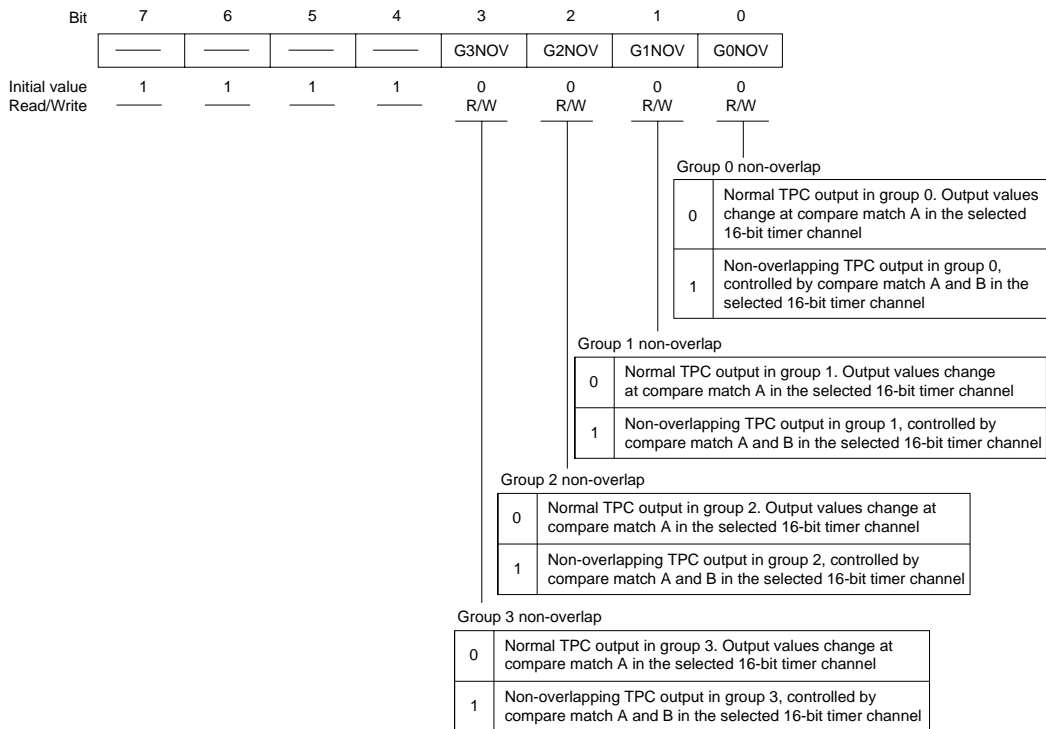 Bit 7 6 5 4 3 2 1 0
G3NOV G2NOV G1NOV G0NOV
Initial value 1 1 1 1 0 0 0 0
Read/Write R/W R/W R/W R/W
Group 0 non-overlap
0 Normal TPC output in group 0. Output values
change at compare match A in the selected
16-bit timer channel
1 Non-overlapping TPC output in group 0,
controlled by compare match A and B in the
selected 16-bit timer channel
Group 1 non-overlap
0 Normal TPC output in group 1. Output values change
at compare match A in the selected 16-bit timer channel
1 Non-overlapping TPC output in group 1, controlled by
compare match A and B in the selected 16-bit timer channel
Group 2 non-overlap
0 Normal TPC output in group 2. Output values change at
compare match A in the selected 16-bit timer channel
1 Non-overlapping TPC output in group 2, controlled by
compare match A and B in the selected 16-bit timer channel
Group 3 non-overlap
0 Normal TPC output in group 3. Output values change at
compare match A in the selected 16-bit timer channel
1 Non-overlapping TPC output in group 3, controlled by
compare match A and B in the selected 16-bit timer channel